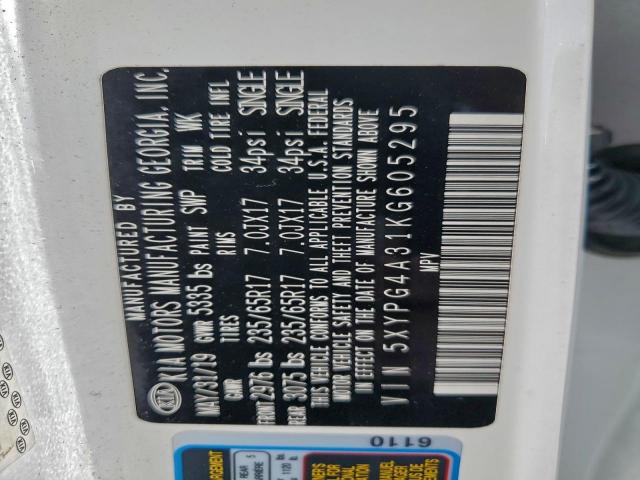 MANUFACTURED BY
KIA KIA MOTORS MANUFACTURING GEORGIA, INC.
MAY/31/19 GVWR 5335 lbs PAINT SWP TRIM WK
GAWR TIRES RIMS COLD TIRE INFL
FRONT 2976 lbs 235/65R17 7.0JX17 34psi SINGLE
REAR 3075 lbs 235/65R17 7.0JX17 34psi SINGLE
THIS VEHICLE CONFORMS TO ALL APPLICABLE U.S.A. FEDERAL
MOTOR VEHICLE SAFETY AND THEFT PREVENTION STANDARDS
IN EFFECT ON THE DATE OF MANUFACTURE SHOWN ABOVE
VIN 5XYPG4A31KG605295
MPV
6110
REAR 5